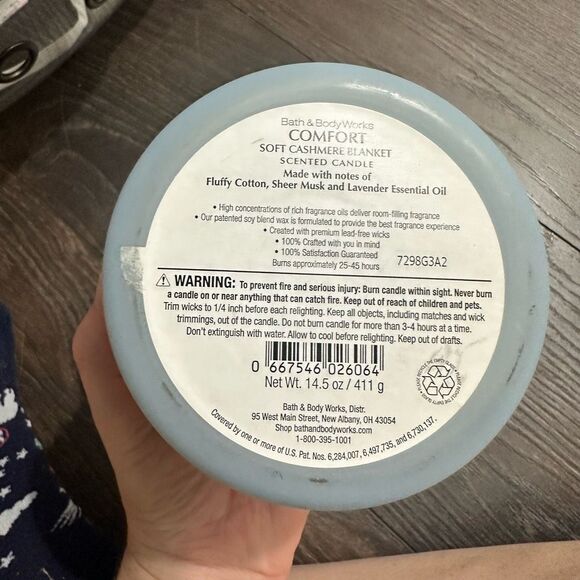 Bath & Body Works
COMFORT
SOFT CASHMERE BLANKET
SCENTED CANDLE
Made with notes of
Fluffy Cotton, Sheer Musk and Lavender Essential Oil
• High concentrations of rich fragrance oils deliver room-filling fragrance
• Our patented soy blend wax is formulated to provide the best fragrance experience
• Created with premium lead-free wicks
• 100% Crafted with you in mind
• 100% Satisfaction Guaranteed
Burns approximately 25-45 hours
7298G3A2
WARNING: To prevent fire and serious injury: Burn candle within sight. Never burn
a candle on or near anything that can catch fire. Keep out of reach of children and pets.
Trim wicks to 1/4 inch before each relighting. Keep all objects, including matches and wick
trimmings, out of the candle. Do not burn candle for more than 3-4 hours at a time.
Don't extinguish with water. Allow to cool before relighting. Keep out of drafts.
0 667546 026064
Net Wt. 14.5 oz / 411 g
Bath & Body Works, Distr.
95 West Main Street, New Albany, OH 43054
Shop bathandbodyworks.com
1-800-395-1001
Covered by one or more of U.S. Pat. Nos. 6,284,007, 6,497,735, and 6,730,137.